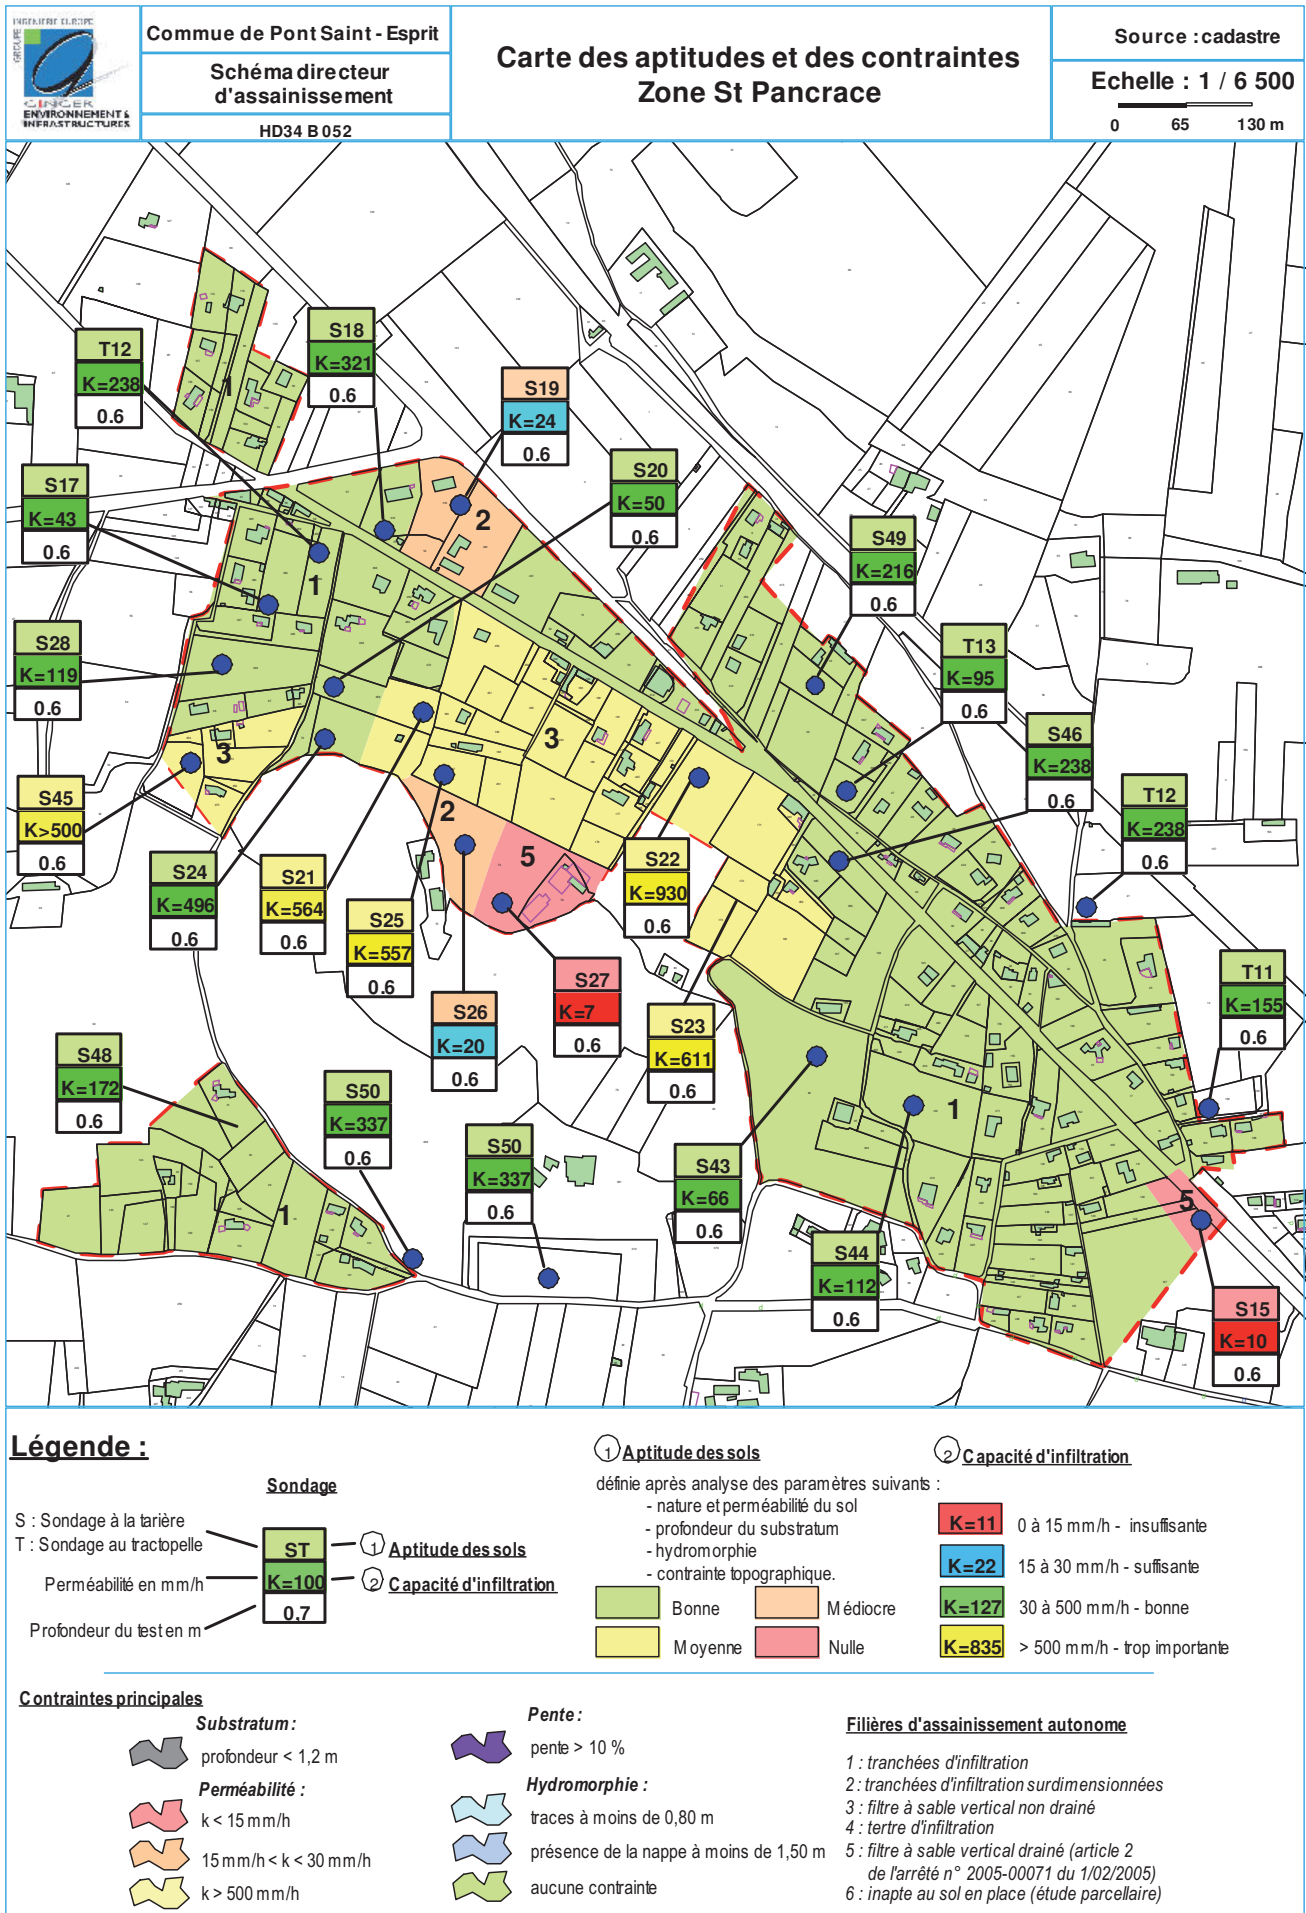 INGENIERIE EUROPE
GROUPE
GINGER
ENVIRONNEMENT &
INFRASTRUCTURES
Commue de Pont Saint - Esprit
Schéma directeur
d'assainissement
HD34 B 052
Carte des aptitudes et des contraintes
Zone St Pancrace
Source : cadastre
Echelle : 1 / 6 500
0 65 130 m
T12
K=238
0.6
S18
K=321
0.6
S19
K=24
0.6
S20
K=50
0.6
S17
K=43
0.6
S49
K=216
0.6
S28
K=119
0.6
T13
K=95
0.6
S46
K=238
0.6
T12
K=238
0.6
S45
K>500
0.6
S24
K=496
0.6
S21
K=564
0.6
S25
K=557
0.6
S22
K=930
0.6
S26
K=20
0.6
S27
K=7
0.6
S23
K=611
0.6
T11
K=155
0.6
S48
K=172
0.6
S50
K=337
0.6
S50
K=337
0.6
S43
K=66
0.6
S44
K=112
0.6
S15
K=10
0.6
1
2
1
3
3
2
5
1
1
5
Légende :
Sondage
S : Sondage à la tarière
T : Sondage au tractopelle
Perméabilité en mm/h
Profondeur du test en m
ST
K=100
0,7
1 Aptitude des sols
2 Capacité d'infiltration
1 Aptitude des sols
définie après analyse des paramètres suivants :
- nature et perméabilité du sol
- profondeur du substratum
- hydromorphie
- contrainte topographique.
Bonne
Médiocre
Moyenne
Nulle
2 Capacité d'infiltration
K=11 0 à 15 mm/h - insuffisante
K=22 15 à 30 mm/h - suffisante
K=127 30 à 500 mm/h - bonne
K=835 > 500 mm/h - trop importante
Contraintes principales
Substratum :
profondeur < 1,2 m
Perméabilité :
k < 15 mm/h
15 mm/h < k < 30 mm/h
k > 500 mm/h
Pente :
pente > 10 %
Hydromorphie :
traces à moins de 0,80 m
présence de la nappe à moins de 1,50 m
aucune contrainte
Filières d'assainissement autonome
1 : tranchées d'infiltration
2 : tranchées d'infiltration surdimensionnées
3 : filtre à sable vertical non drainé
4 : tertre d'infiltration
5 : filtre à sable vertical drainé (article 2
de l'arrêté n° 2005-00071 du 1/02/2005)
6 : inapte au sol en place (étude parcellaire)